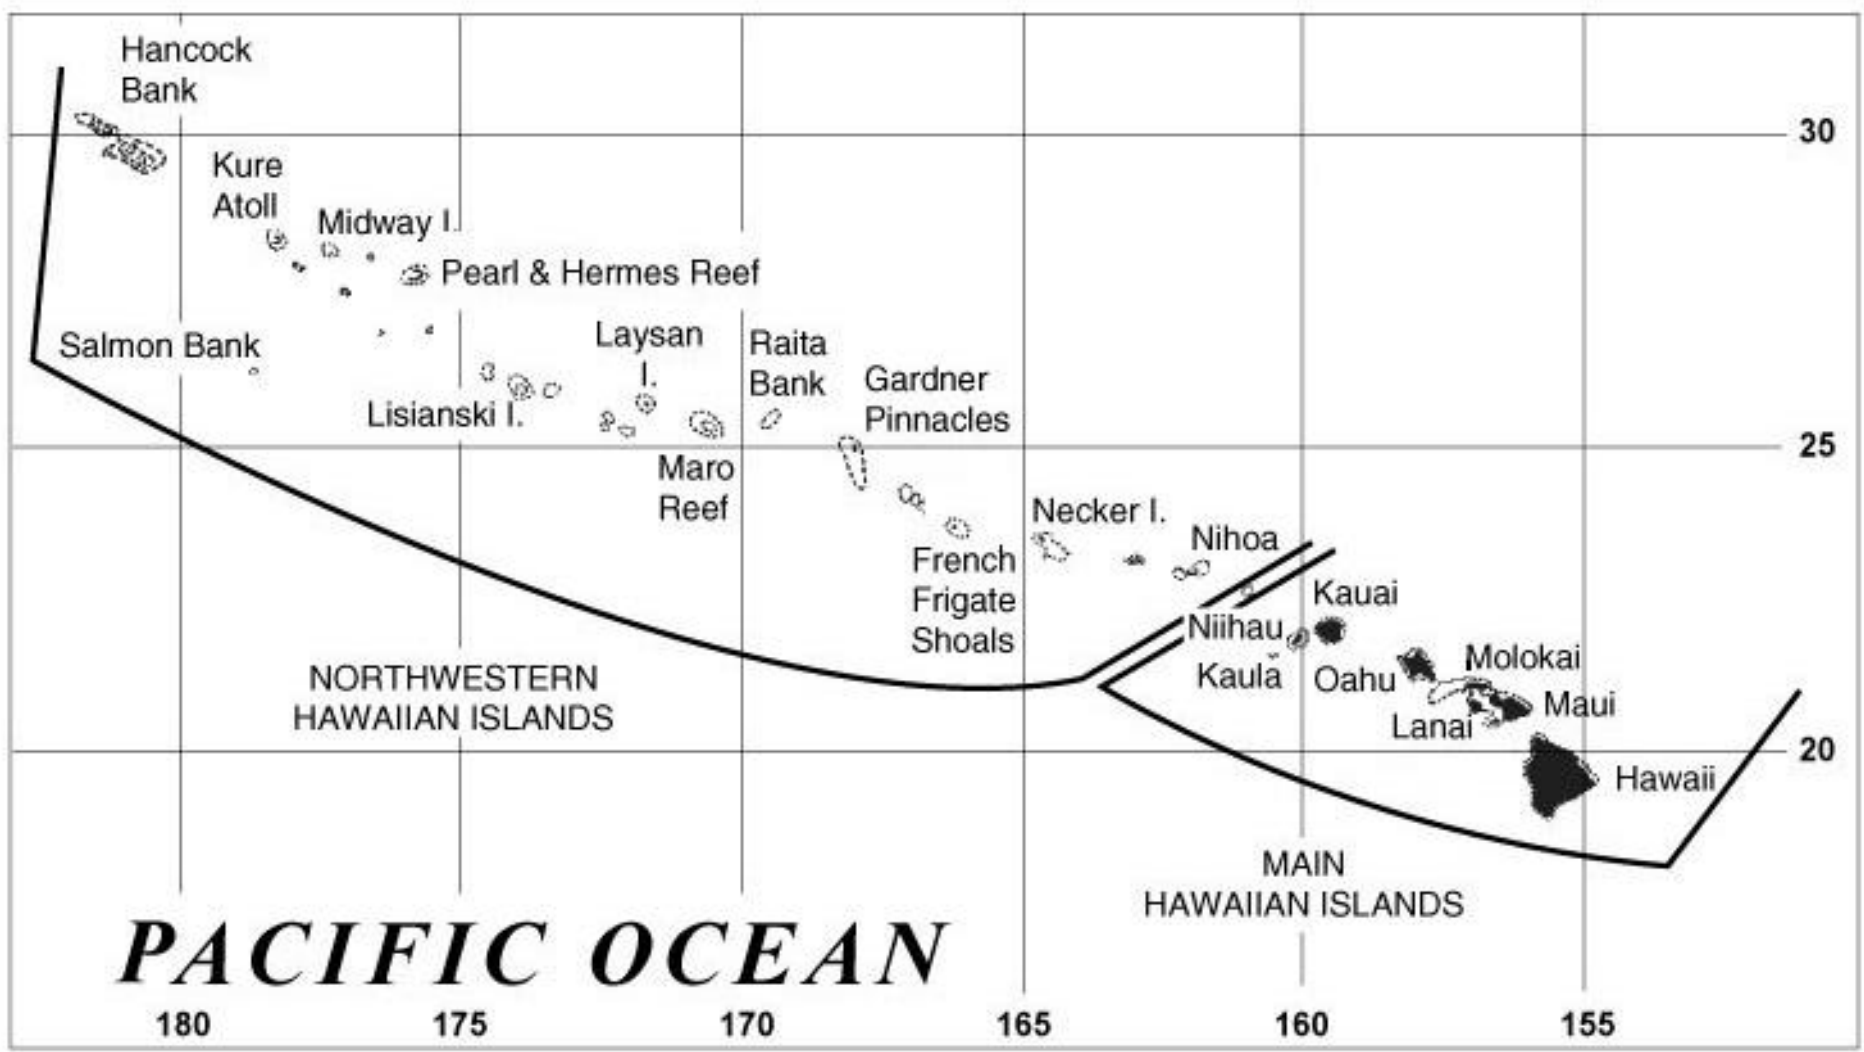 Hancock
Bank
30
Kure
Atoll
Midway I.
Pearl & Hermes Reef
Salmon Bank
Laysan
I.
Raita
Bank
Gardner
Pinnacles
Lisianski I.
25
Maro
Reef
Necker I.
Nihoa
French
Frigate
Shoals
Kauai
Niihau
Kaula
Oahu
Molokai
Maui
Lanai
NORTHWESTERN
HAWAIIAN ISLANDS
20
Hawaii
MAIN
HAWAIIAN ISLANDS
PACIFIC OCEAN
180 175 170 165 160 155